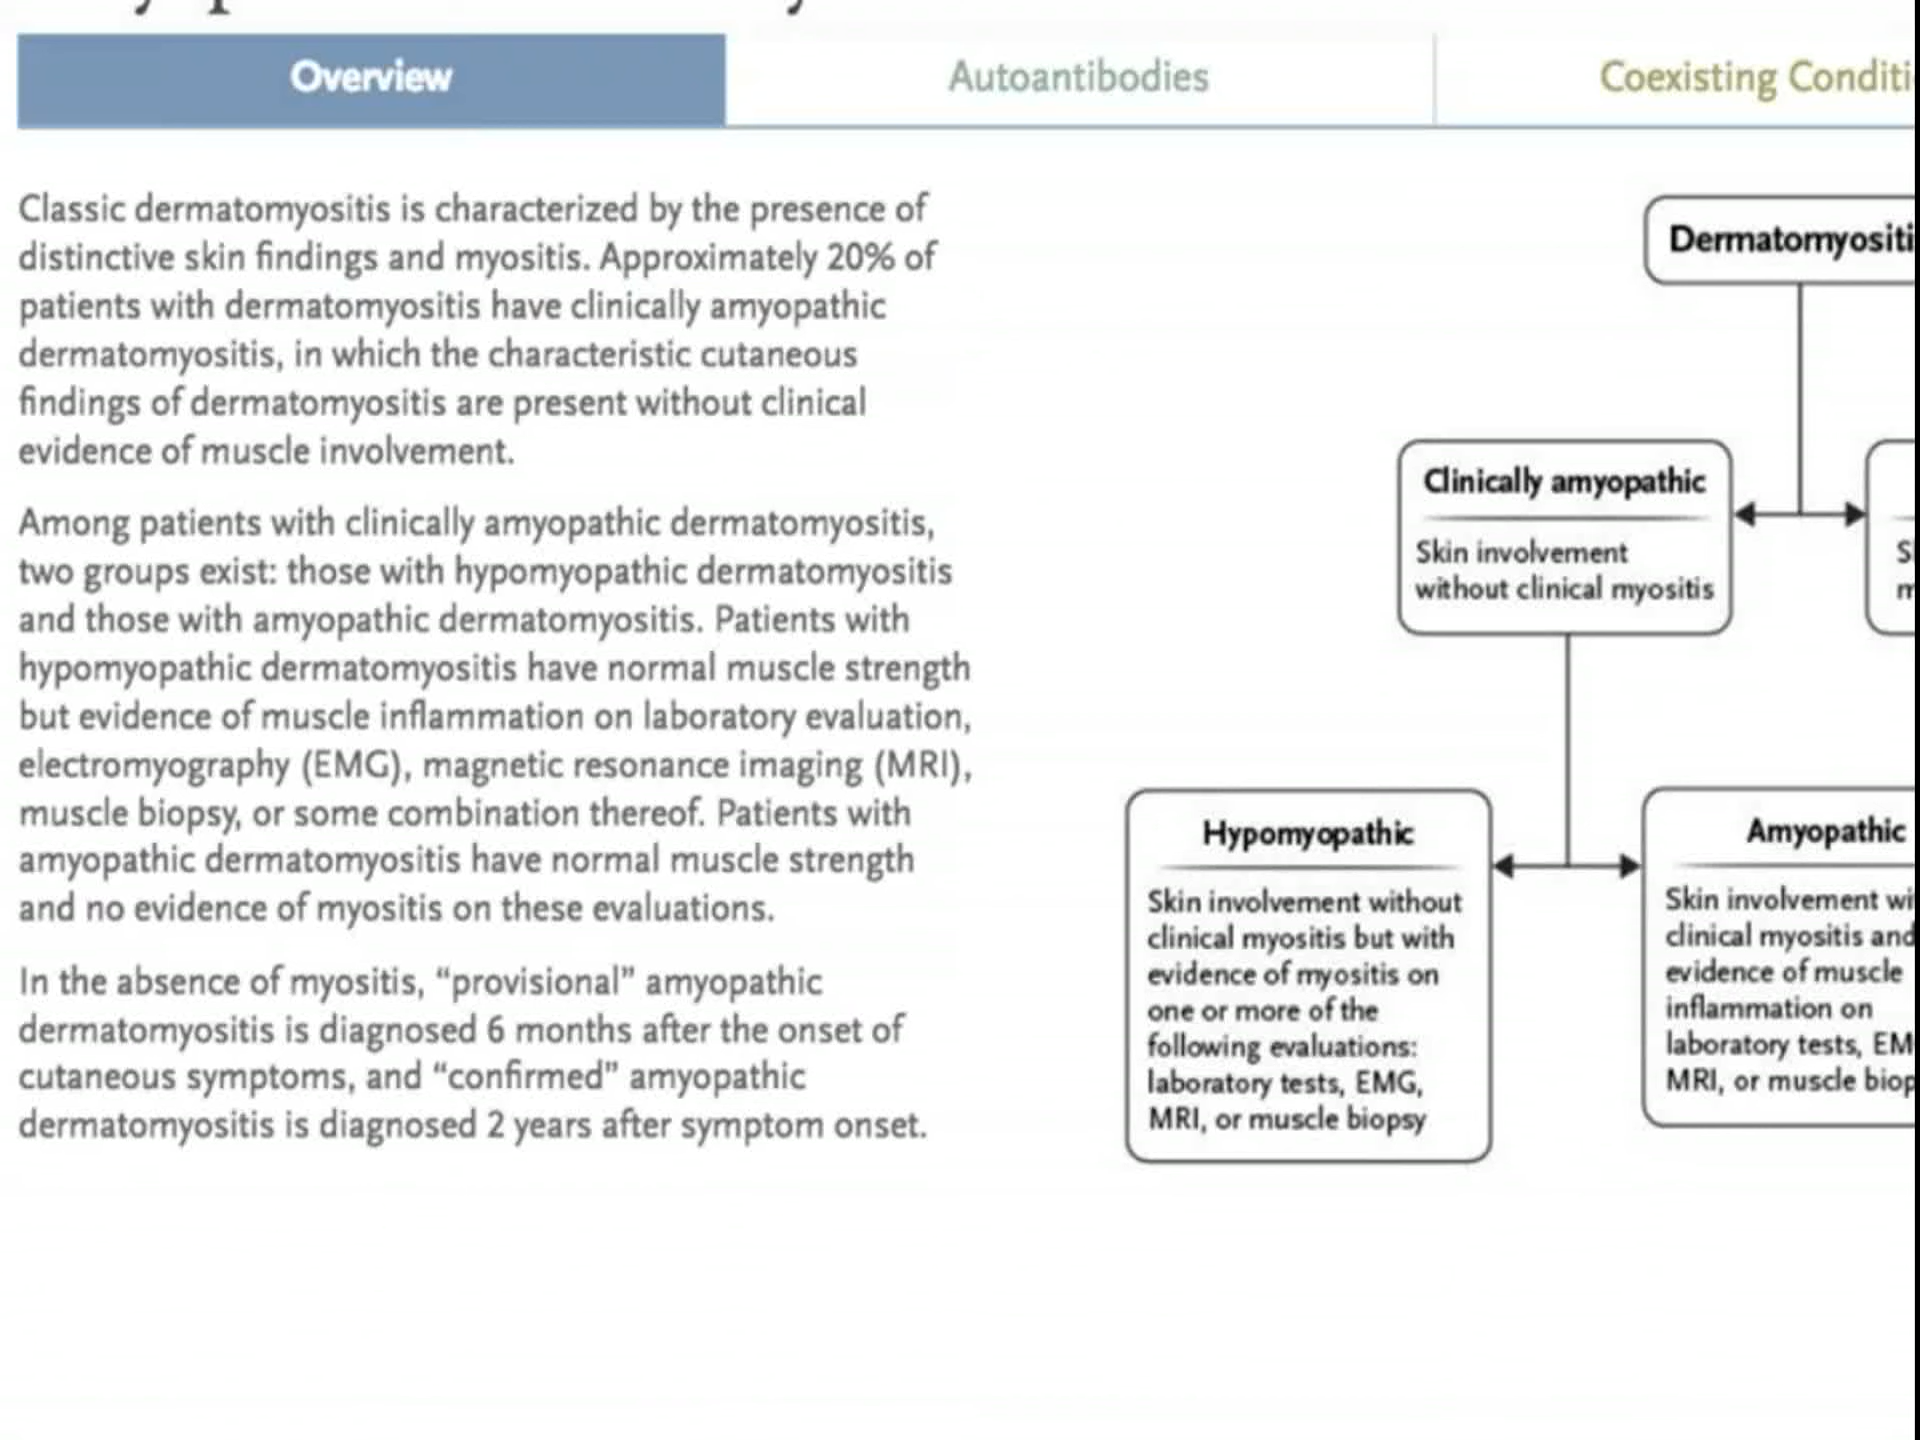 Overview
Autoantibodies
Coexisting
Classic dermatomyositis is characterized by the presence of
distinctive skin findings and myositis. Approximately 20% of
patients with dermatomyositis have clinically amyopathic
dermatomyositis, in which the characteristic cutaneous
findings of dermatomyositis are present without clinical
evidence of muscle involvement.
Among patients with clinically amyopathic dermatomyositis,
two groups exist: those with hypomyopathic dermatomyositis
and those with amyopathic dermatomyositis. Patients with
hypomyopathic dermatomyositis have normal muscle strength
but evidence of muscle inflammation on laboratory evaluation,
electromyography (EMG), magnetic resonance imaging (MRI),
muscle biopsy, or some combination thereof. Patients with
amyopathic dermatomyositis have normal muscle strength
and no evidence of myositis on these evaluations.
In the absence of myositis, “provisional” amyopathic
dermatomyositis is diagnosed 6 months after the onset of
cutaneous symptoms, and “confirmed” amyopathic
dermatomyositis is diagnosed 2 years after symptom onset.
Clinically amyopathic
Skin involvement
without clinical myositis
Hypomyopathic
Skin involvement without
clinical myositis but with
evidence of myositis on
one or more of the
following evaluations:
laboratory tests, EMG,
MRI, or muscle biopsy
Amyopathic
Skin involvement
clinical myositis and
evidence of muscle
inflammation on
laboratory tests,
MRI, or muscle